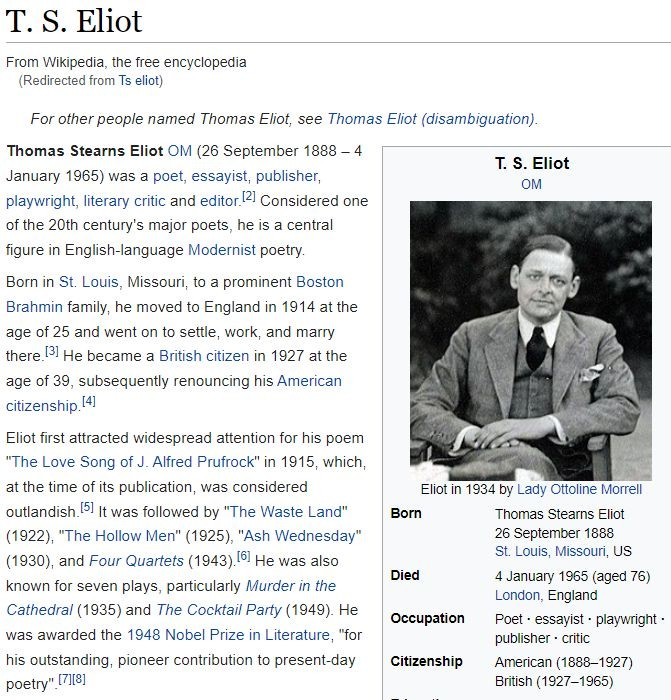 T. S. Eliot
From Wikipedia, the free encyclopedia
(Redirected from Ts eliot)
For other people named Thomas Eliot, see Thomas Eliot (disambiguation).
Thomas Stearns Eliot OM (26 September 1888 – 4
January 1965) was a poet, essayist, publisher,
playwright, literary critic and editor.[2] Considered one
of the 20th century's major poets, he is a central
figure in English-language Modernist poetry.
Born in St. Louis, Missouri, to a prominent Boston
Brahmin family, he moved to England in 1914 at the
age of 25 and went on to settle, work, and marry
there.[3] He became a British citizen in 1927 at the
age of 39, subsequently renouncing his American
citizenship.[4]
Eliot first attracted widespread attention for his poem
"The Love Song of J. Alfred Prufrock" in 1915, which,
at the time of its publication, was considered
outlandish.[5] It was followed by "The Waste Land"
(1922), "The Hollow Men" (1925), "Ash Wednesday"
(1930), and Four Quartets (1943).[6] He was also
known for seven plays, particularly Murder in the
Cathedral (1935) and The Cocktail Party (1949). He
was awarded the 1948 Nobel Prize in Literature, "for
his outstanding, pioneer contribution to present-day
poetry".[7][8]
T. S. Eliot
OM
Eliot in 1934 by Lady Ottoline Morrell
Born Thomas Stearns Eliot
26 September 1888
St. Louis, Missouri, US
Died 4 January 1965 (aged 76)
London, England
Occupation Poet · essayist · playwright ·
publisher · critic
Citizenship American (1888–1927)
British (1927–1965)